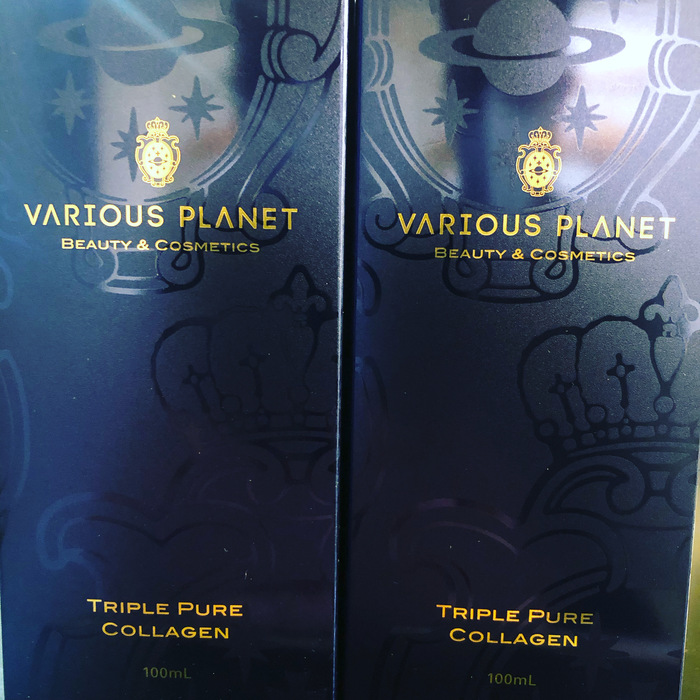 VARIOUS PLANET
BEAUTY & COSMETICS
TRIPLE PURE
COLLAGEN
100mL
VARIOUS PLANET
BEAUTY & COSMETICS
TRIPLE PURE
COLLAGEN
100mL